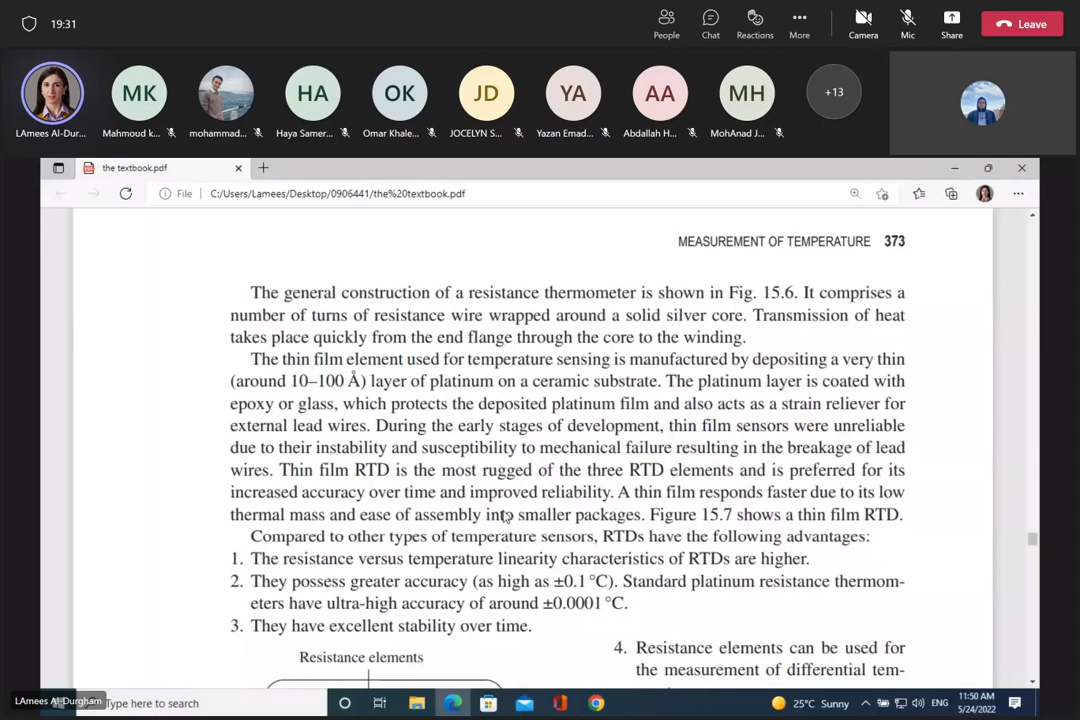 19:31
People
Chat
Reactions
More
Camera
Mic
Share
Leave
MK
HA
OK
JD
YA
AA
MH
+13
LAmees Al-Dur...
Mahmoud k...
mohammad...
Haya Samer...
Omar Khale...
JOCELYN S...
Yazan Emad...
Abdallah H...
MohAnad J...
the textbook.pdf
File
C:/Users/Lamees/Desktop/0906441/the%20textbook.pdf
MEASUREMENT OF TEMPERATURE 373
The general construction of a resistance thermometer is shown in Fig. 15.6. It comprises a
number of turns of resistance wire wrapped around a solid silver core. Transmission of heat
takes place quickly from the end flange through the core to the winding.
The thin film element used for temperature sensing is manufactured by depositing a very thin
(around 10–100 Å) layer of platinum on a ceramic substrate. The platinum layer is coated with
epoxy or glass, which protects the deposited platinum film and also acts as a strain reliever for
external lead wires. During the early stages of development, thin film sensors were unreliable
due to their instability and susceptibility to mechanical failure resulting in the breakage of lead
wires. Thin film RTD is the most rugged of the three RTD elements and is preferred for its
increased accuracy over time and improved reliability. A thin film responds faster due to its low
thermal mass and ease of assembly into smaller packages. Figure 15.7 shows a thin film RTD.
Compared to other types of temperature sensors, RTDs have the following advantages:
1. The resistance versus temperature linearity characteristics of RTDs are higher.
2. They possess greater accuracy (as high as ±0.1 °C). Standard platinum resistance thermom-
eters have ultra-high accuracy of around ±0.0001 °C.
3. They have excellent stability over time.
Resistance elements
4. Resistance elements can be used for
the measurement of differential tem-
LAmees Al-Durgham
Type here to search
25°C Sunny
ENG
11:50 AM
5/24/2022